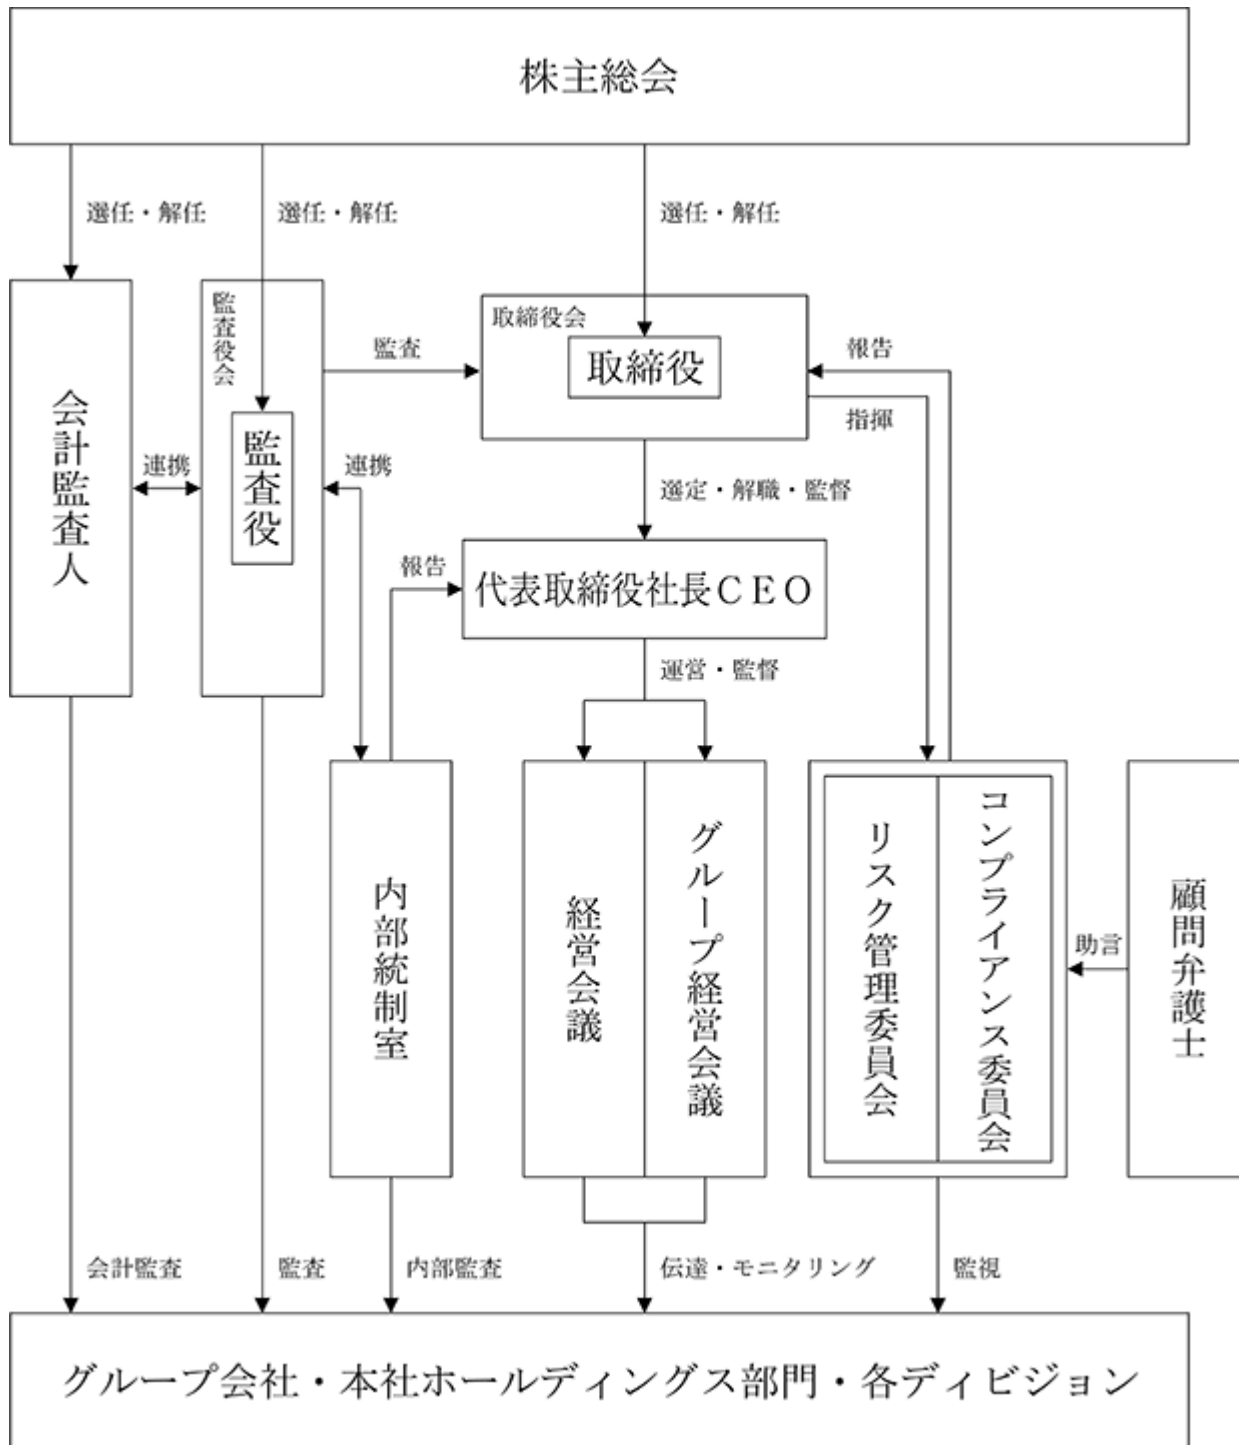 株主総会
選任・解任
選任・解任
選任・解任
会計監査人
監査役会
監査役
監査
取締役会
取締役
報告
指揮
連携
連携
選定・解職・監督
報告
代表取締役社長ＣＥＯ
運営・監督
内部統制室
経営会議
グループ経営会議
リスク管理委員会
コンプライアンス委員会
助言
顧問弁護士
会計監査
監査
内部監査
伝達・モニタリング
監視
グループ会社・本社ホールディングス部門・各ディビジョン